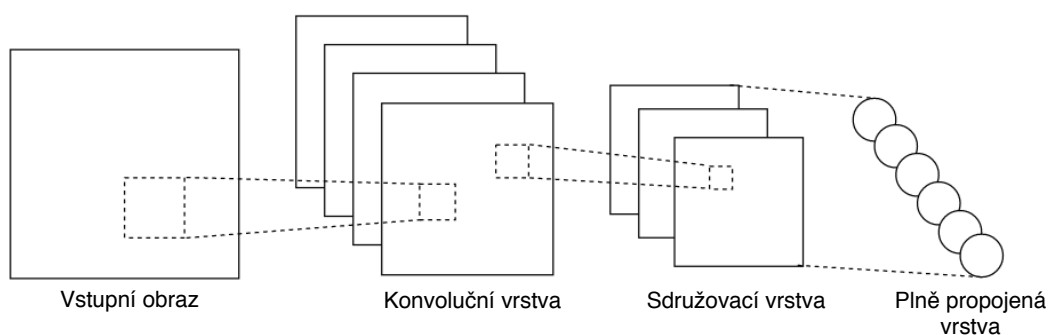 Vstupní obraz
Konvoluční vrstva
Sdružovací vrstva
Plně propojená
vrstva